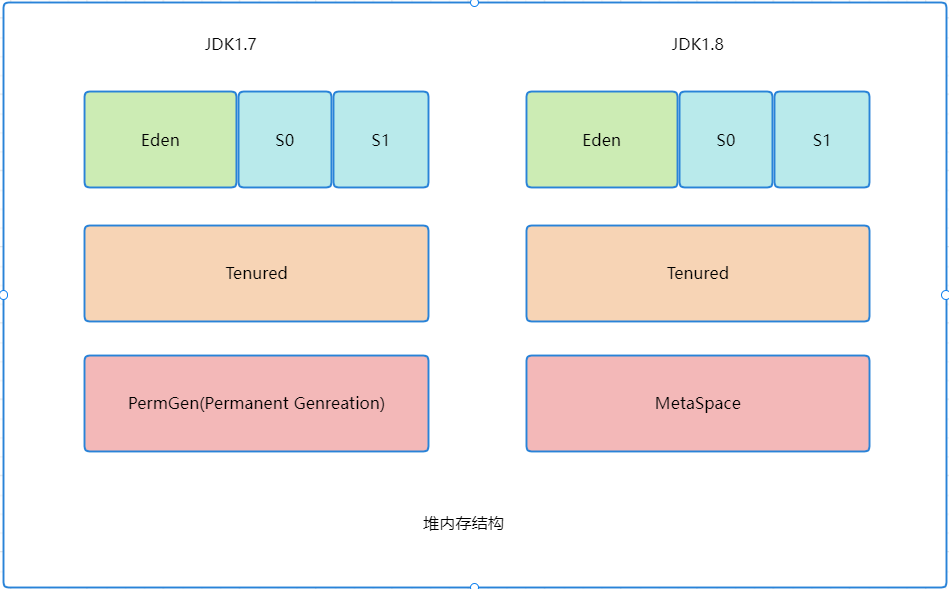 JDK1.7
JDK1.8
Eden
S0
S1
Eden
S0
S1
Tenured
Tenured
PermGen(Permanent Genreation)
MetaSpace
堆内存结构